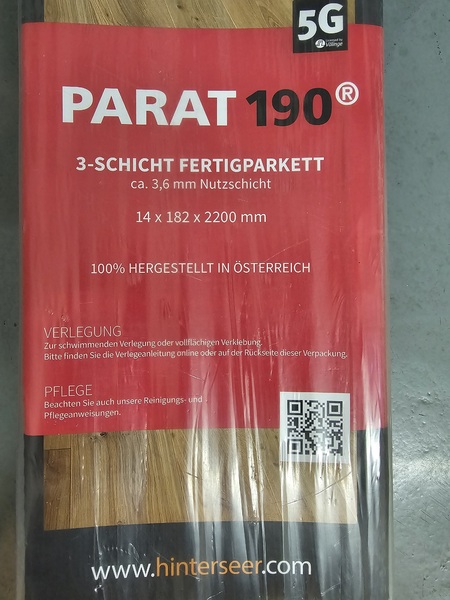 5G
Licensed by
Välinge
PARAT 190®
3-SCHICHT FERTIGPARKETT
ca. 3,6 mm Nutzschicht
14 x 182 x 2200 mm
100% HERGESTELLT IN ÖSTERREICH
VERLEGUNG
Zur schwimmenden Verlegung oder vollflächigen Verklebung.
Bitte finden Sie die Verlegeanleitung online oder auf der Rückseite dieser Verpackung.
PFLEGE
Beachten Sie auch unsere Reinigungs- und
Pflegeanweisungen.
www.hinterseer.com